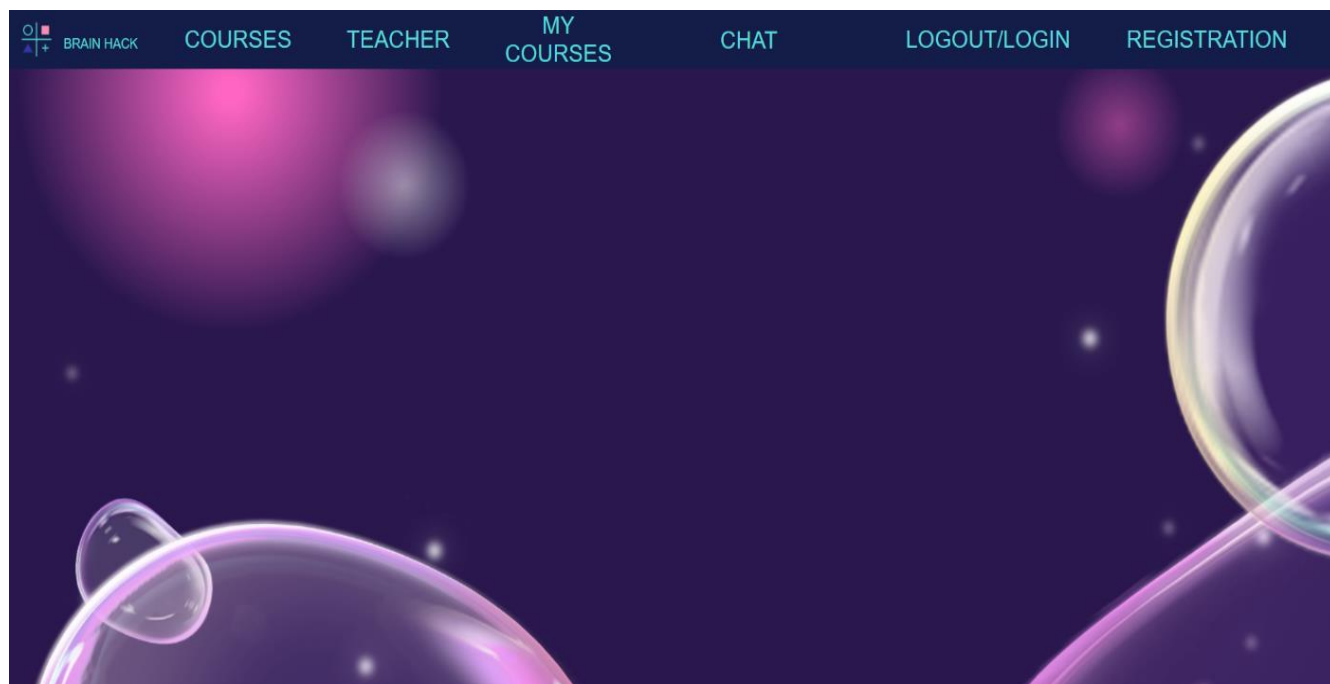 BRAIN HACK
COURSES
TEACHER
MY
COURSES
CHAT
LOGOUT/LOGIN
REGISTRATION